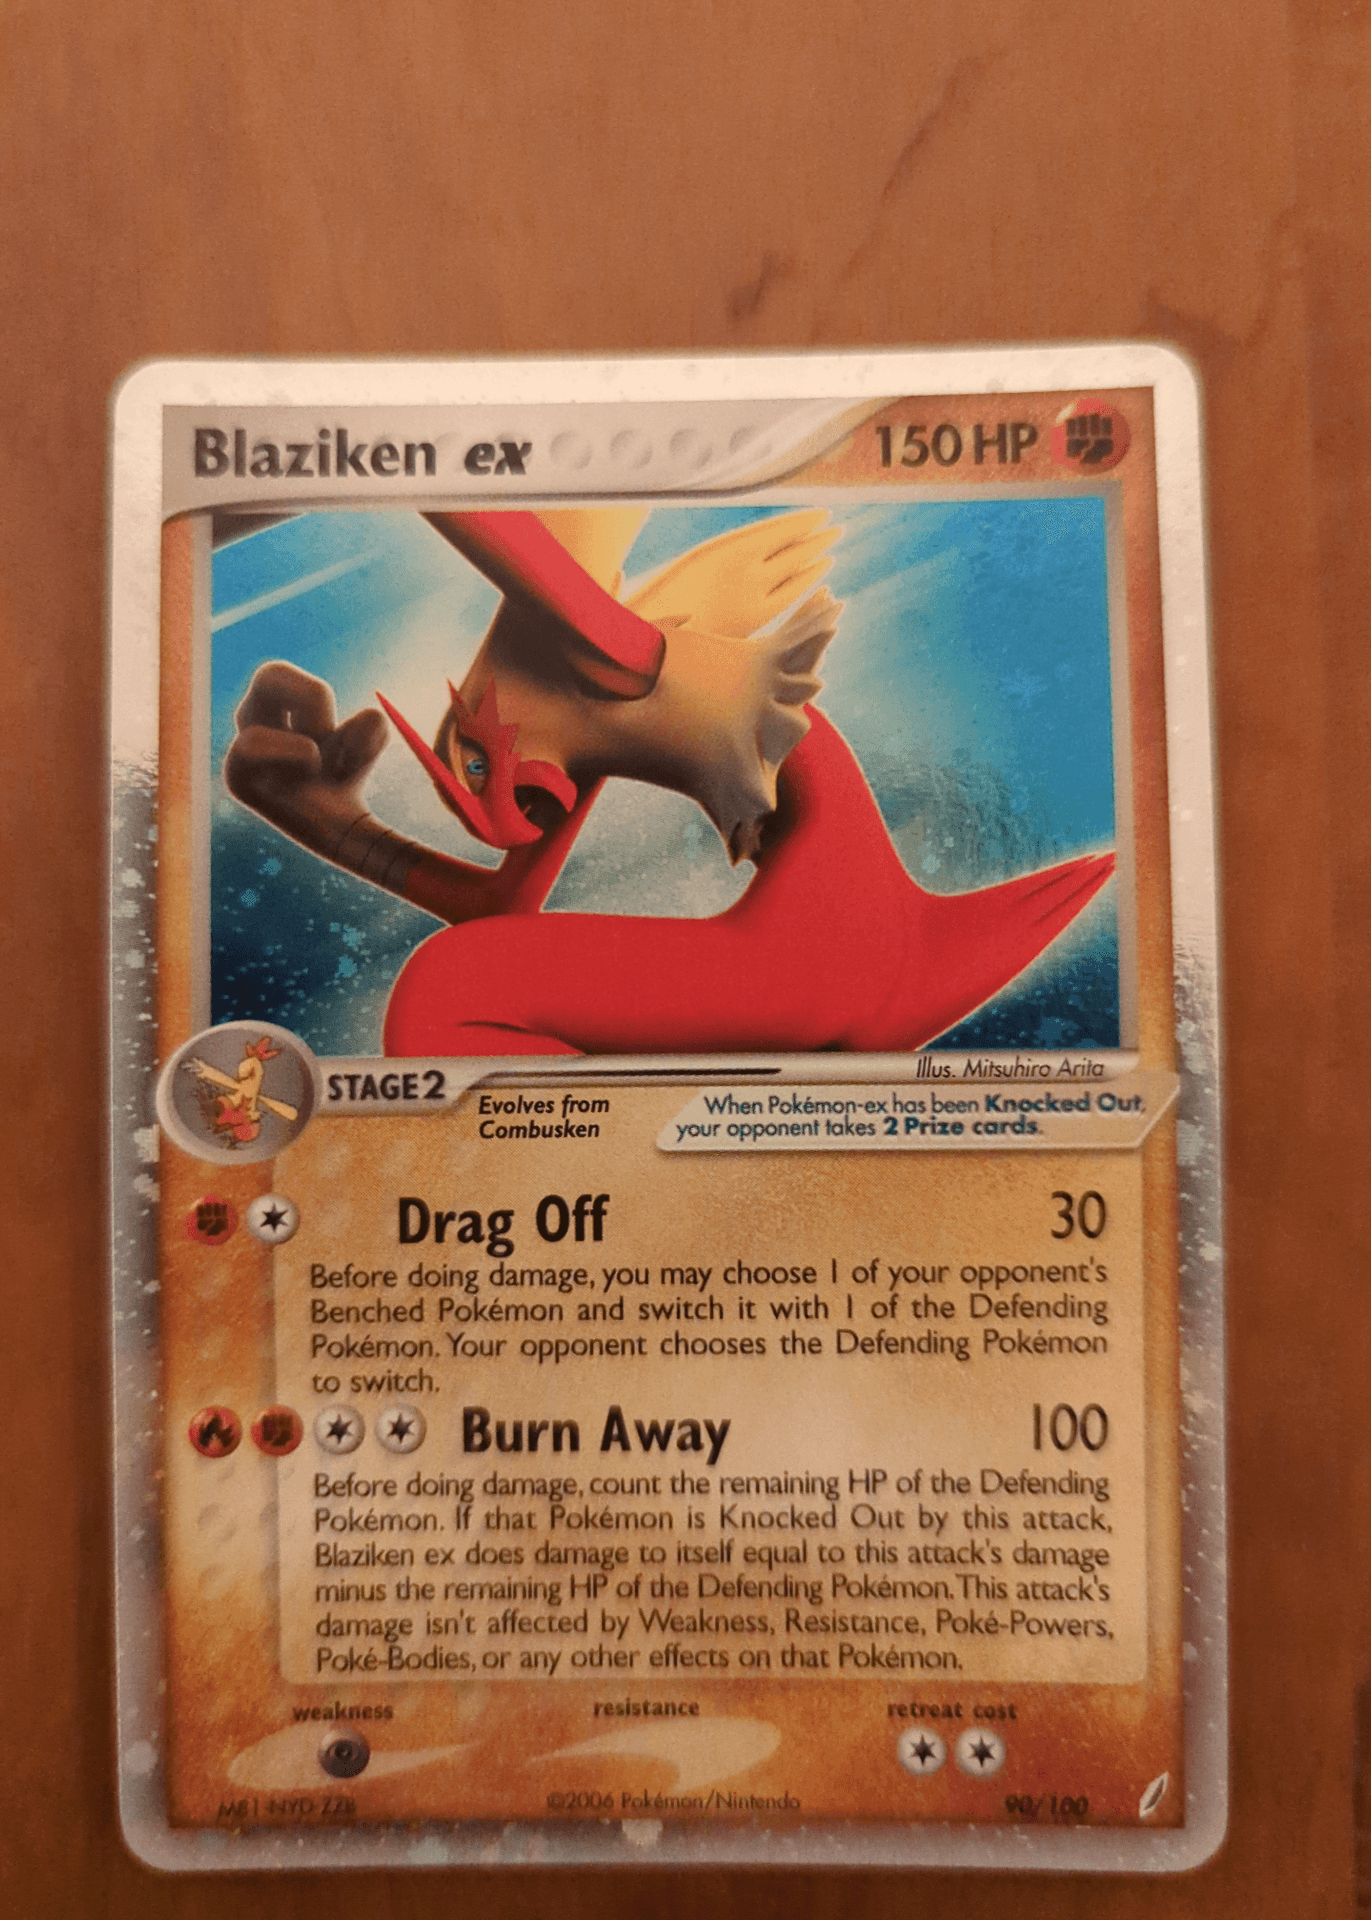 Blaziken ex 150 HP
Illus. Mitsuhiro Arita
STAGE 2
Evolves from
Combusken
When Pokémon-ex has been Knocked Out,
your opponent takes 2 Prize cards.
Drag Off 30
Before doing damage, you may choose 1 of your opponent's
Benched Pokémon and switch it with 1 of the Defending
Pokémon. Your opponent chooses the Defending Pokémon
to switch.
Burn Away 100
Before doing damage, count the remaining HP of the Defending
Pokémon. If that Pokémon is Knocked Out by this attack,
Blaziken ex does damage to itself equal to this attack's damage
minus the remaining HP of the Defending Pokémon. This attack's
damage isn't affected by Weakness, Resistance, Poké-Powers,
Poké-Bodies, or any other effects on that Pokémon.
weakness resistance retreat cost
©2006 Pokémon/Nintendo 90/100